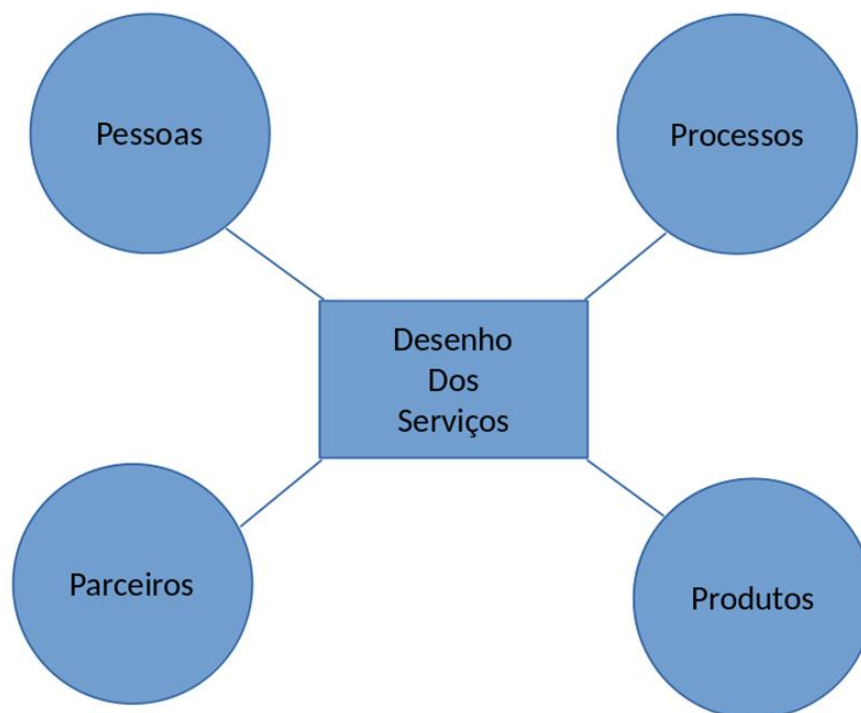 Pessoas
Processos
Desenho
Dos
Serviços
Parceiros
Produtos